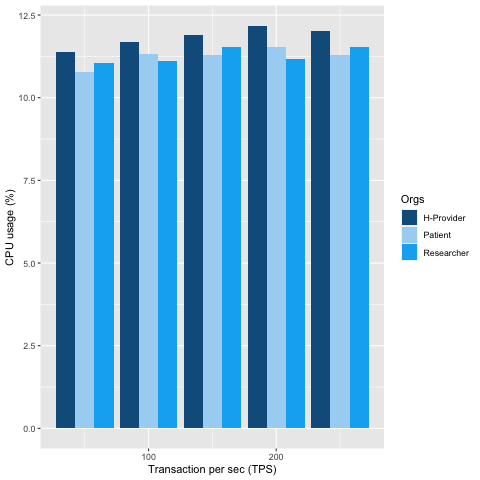 12.5
10.0
7.5
5.0
2.5
0.0
CPU usage (%)
100
200
Transaction per sec (TPS)
Orgs
H-Provider
Patient
Researcher